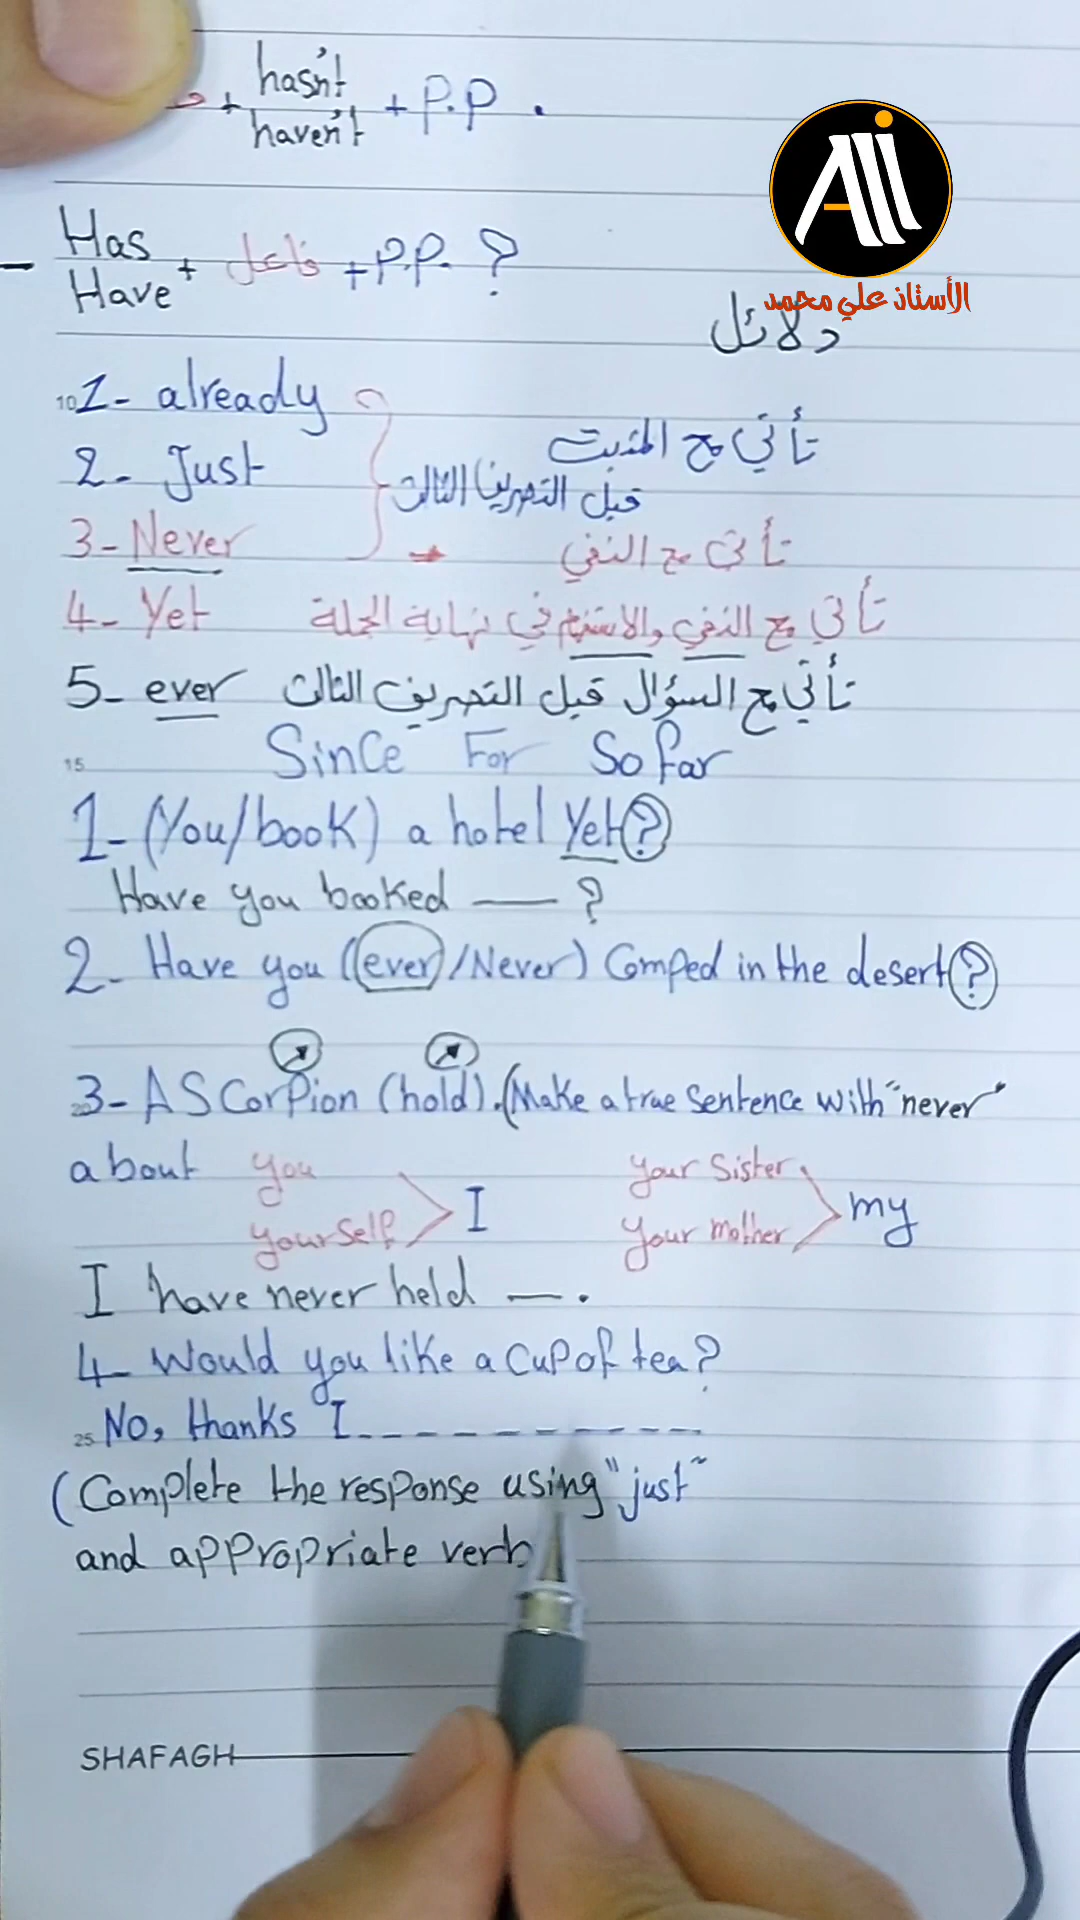 + hasn't / haven't + P.P .
ALI
الأستاذ علي محمد
- Has / Have + فاعل + P.P. ?
دلائل
1- already
2- Just
تأتي مع المثبت
قبل التصريف الثالث
3- Never
تأتي مع النفي
4- Yet تأتي مع النفي والاستفهام في نهاية الجملة
5- ever تأتي مع السؤال قبل التصريف الثالث
Since For So far
1- (You/book) a hotel Yet?
Have you booked — ?
2- Have you (ever/Never) Comped in the desert?
3- A SCorPion (hold). (Make a true sentence with "never"
about you your Sister
yourself I your mother my
I have never held — .
4- Would you like a cup of tea?
No, thanks I - - - - - - - - - -
(Complete the response using "just"
and appropriate verb
SHAFAGH